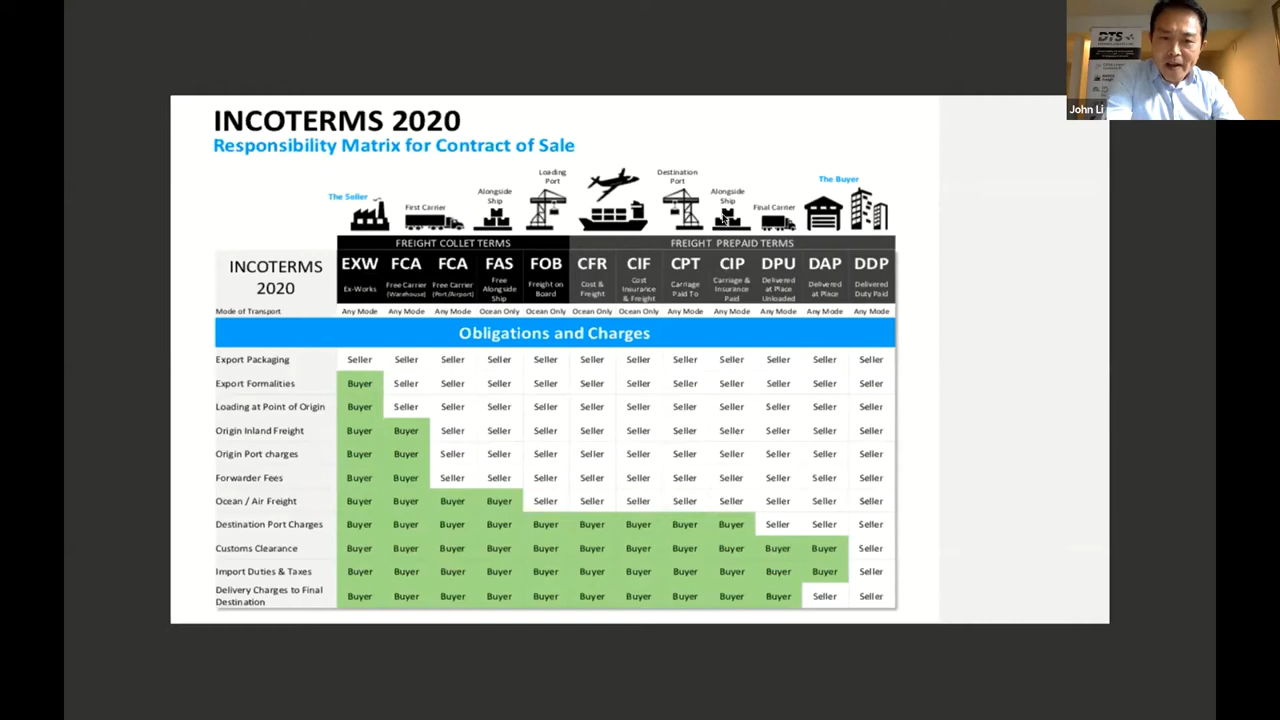 DTS
John Li
INCOTERMS 2020
Responsibility Matrix for Contract of Sale
The Seller
First Carrier
Alongside
Ship
Loading
Port
Destination
Port
Alongside
Ship
Final Carrier
The Buyer
FREIGHT COLLET TERMS FREIGHT PREPAID TERMS
INCOTERMS
2020
EXW FCA FCA FAS FOB CFR CIF CPT CIP DPU DAP DDP
Ex-Works
Free Carrier
(Warehouse)
Free Carrier
(Port/Airport)
Free
Alongside
Ship
Freight on
Board
Cost &
Freight
Cost
Insurance
& Freight
Carriage
Paid To
Carriage &
Insurance
Paid
Delivered
at Place
Unloaded
Delivered
at Place
Delivered
Duty Paid
Mode of Transport Any Mode Any Mode Any Mode Ocean Only Ocean Only Ocean Only Ocean Only Any Mode Any Mode Any Mode Any Mode Any Mode
Obligations and Charges
Export Packaging Seller Seller Seller Seller Seller Seller Seller Seller Seller Seller Seller Seller
Export Formalities Buyer Seller Seller Seller Seller Seller Seller Seller Seller Seller Seller Seller
Loading at Point of Origin Buyer Seller Seller Seller Seller Seller Seller Seller Seller Seller Seller Seller
Origin Inland Freight Buyer Buyer Seller Seller Seller Seller Seller Seller Seller Seller Seller Seller
Origin Port charges Buyer Buyer Seller Seller Seller Seller Seller Seller Seller Seller Seller Seller
Forwarder Fees Buyer Buyer Seller Seller Seller Seller Seller Seller Seller Seller Seller Seller
Ocean / Air Freight Buyer Buyer Buyer Buyer Seller Seller Seller Seller Seller Seller Seller Seller
Destination Port Charges Buyer Buyer Buyer Buyer Buyer Buyer Buyer Buyer Buyer Seller Seller Seller
Customs Clearance Buyer Buyer Buyer Buyer Buyer Buyer Buyer Buyer Buyer Buyer Buyer Seller
Import Duties & Taxes Buyer Buyer Buyer Buyer Buyer Buyer Buyer Buyer Buyer Buyer Buyer Seller
Delivery Charges to Final
Destination Buyer Buyer Buyer Buyer Buyer Buyer Buyer Buyer Buyer Buyer Seller Seller